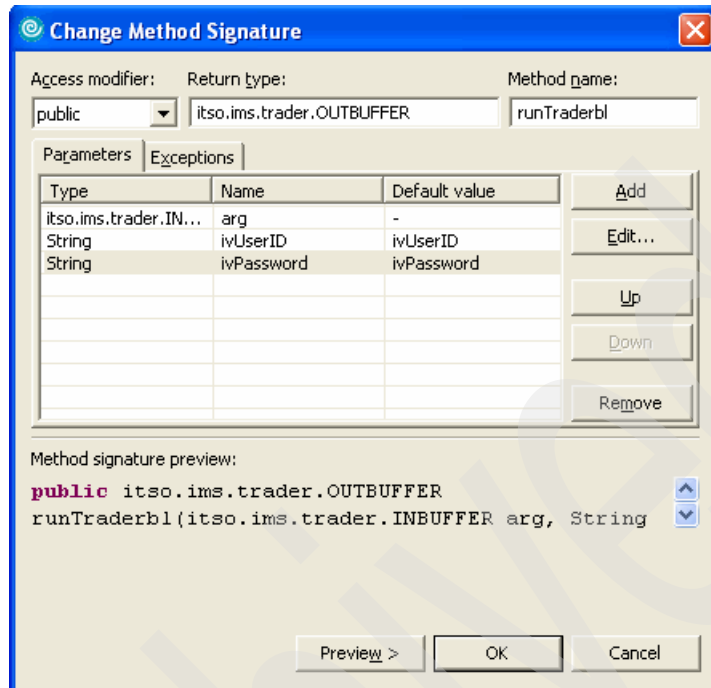 Change Method Signature
Access modifier: Return type: Method name:
public itso.ims.trader.OUTBUFFER runTraderbl
Parameters Exceptions
Type Name Default value Add
itso.ims.trader.IN... arg -
String ivUserID ivUserID Edit...
String ivPassword ivPassword
Up
Down
Remove
Method signature preview:
public itso.ims.trader.OUTBUFFER
runTraderbl(itso.ims.trader.INBUFFER arg, String
Preview > OK Cancel